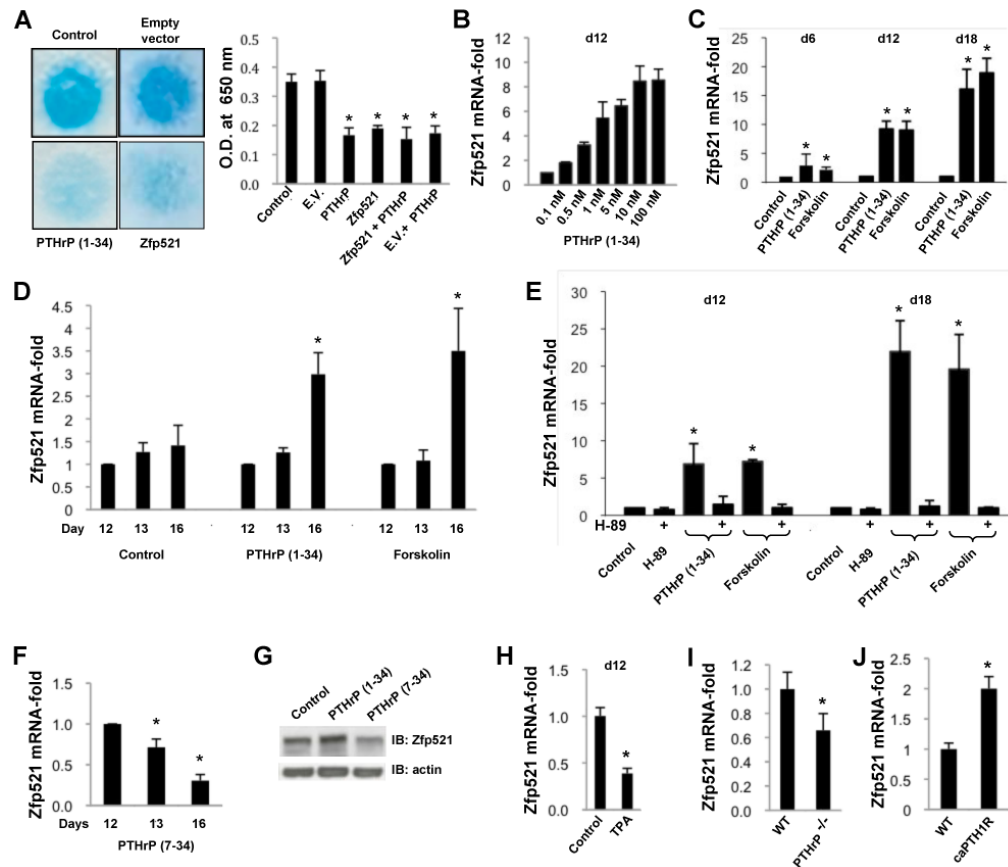 A
Control
Empty
vector
PTHrP (1-34)
Zfp521
O.D. at 650 nm
0.5
0.4
0.3
0.2
0.1
0.0
* * * *
Control
E.V.
PTHrP
Zfp521
Zfp521 + PTHrP
E.V.+ PTHrP
B
d12
Zfp521 mRNA-fold
12
10
8
6
4
2
0
0.1 nM
0.5 nM
1 nM
5 nM
10 nM
100 nM
PTHrP (1-34)
C
d6 d12 d18
Zfp521 mRNA-fold
25
20
15
10
5
0
* * * * * *
Control
PTHrP (1-34)
Forskolin
Control
PTHrP (1-34)
Forskolin
Control
PTHrP (1-34)
Forskolin
D
Zfp521 mRNA-fold
4.5
4
3.5
3
2.5
2
1.5
1
0.5
0
* *
Day 12 13 16 12 13 16 12 13 16
Control PTHrP (1-34) Forskolin
E
d12 d18
Zfp521 mRNA-fold
30
25
20
15
10
5
0
* * * *
H-89 + + + + + +
Control
H-89
PTHrP (1-34)
Forskolin
Control
H-89
PTHrP (1-34)
Forskolin
F
Zfp521 mRNA-fold
1.5
1.0
0.5
0.0
* *
Days 12 13 16
PTHrP (7-34)
G
Control
PTHrP (1-34)
PTHrP (7-34)
IB: Zfp521
IB: actin
H
d12
Zfp521 mRNA-fold
1.5
1.0
0.5
0.0
*
Control
TPA
I
Zfp521 mRNA-fold
1.2
1.0
0.8
0.6
0.4
0.2
0.0
*
WT
PTHrP -/-
J
Zfp521 mRNA-fold
2.5
2
1.5
1
0.5
0
*
WT
caPTH1R